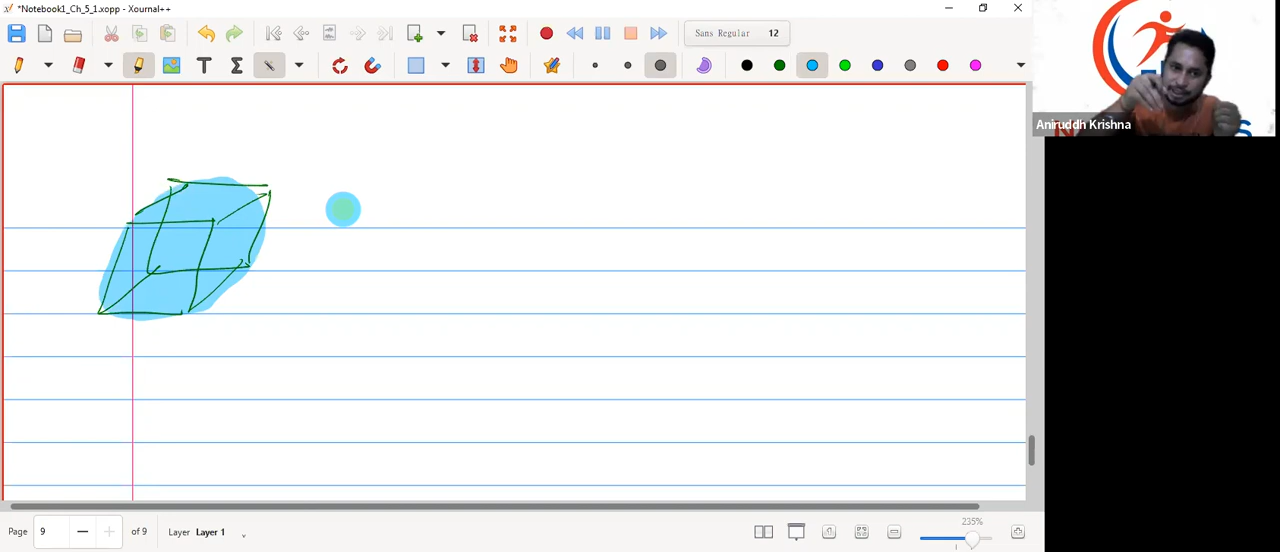 *Notebook1_Ch_5_1.xopp - Xournal++
Sans Regular 12
Aniruddh Krishna
Page 9 of 9 Layer Layer 1
235%